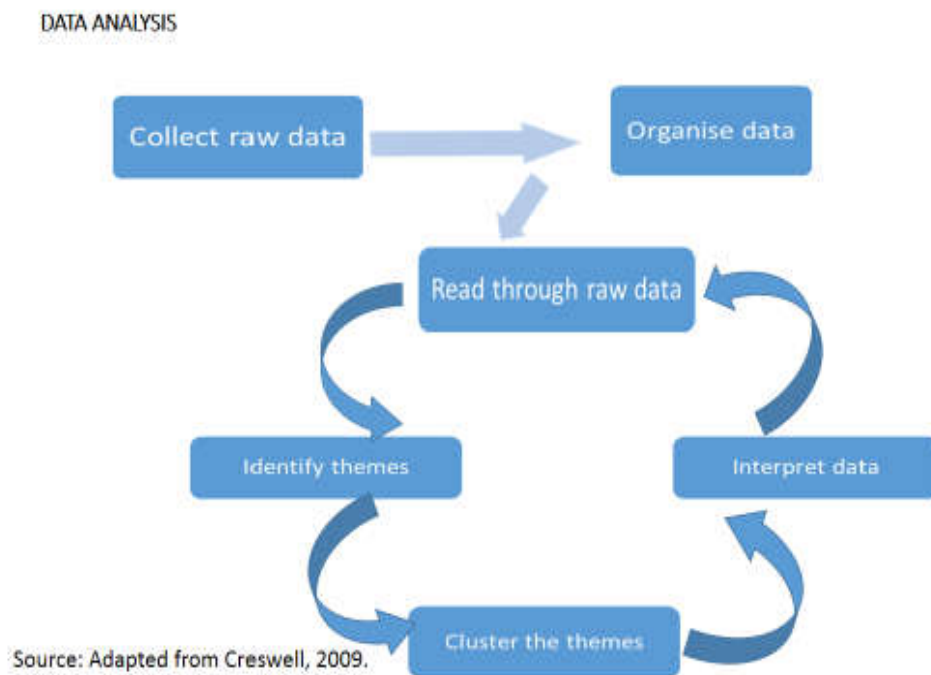 DATA ANALYSIS
Collect raw data
Organise data
Read through raw data
Identify themes
Interpret data
Cluster the themes
Source: Adapted from Creswell, 2009.